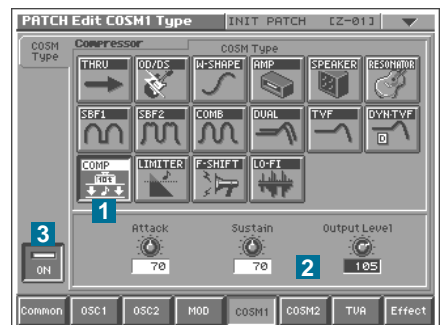 PATCH Edit COSM1 Type INIT PATCH [Z-01]
COSM Type
Compressor
COSM Type
THRU OD/DS W-SHAPE AMP SPEAKER RESONATOR
SBF1 SBF2 COMB DUAL TVF DYN-TVF
D
COMP LIMITER F-SHIFT LO-FI
10t
1
3
Attack Sustain Output Level
2
ON
70 70 105
Common OSC1 OSC2 MOD COSM1 COSM2 TVA Effect